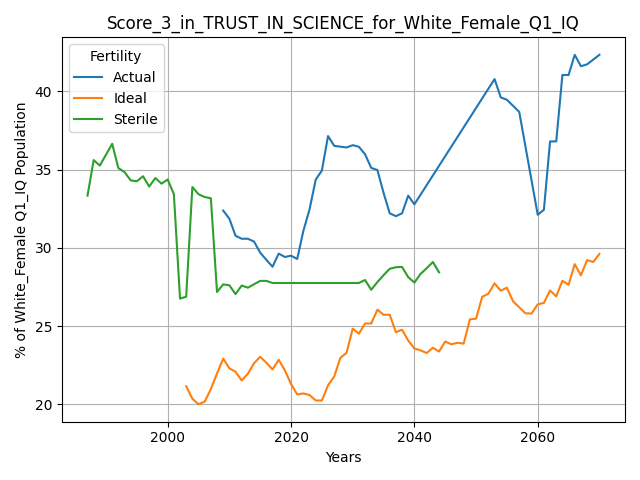 Score_3_in_TRUST_IN_SCIENCE_for_White_Female_Q1_IQ
Fertility
Actual
Ideal
Sterile
% of White_Female Q1_IQ Population
40
35
30
25
20
2000
2020
2040
2060
Years